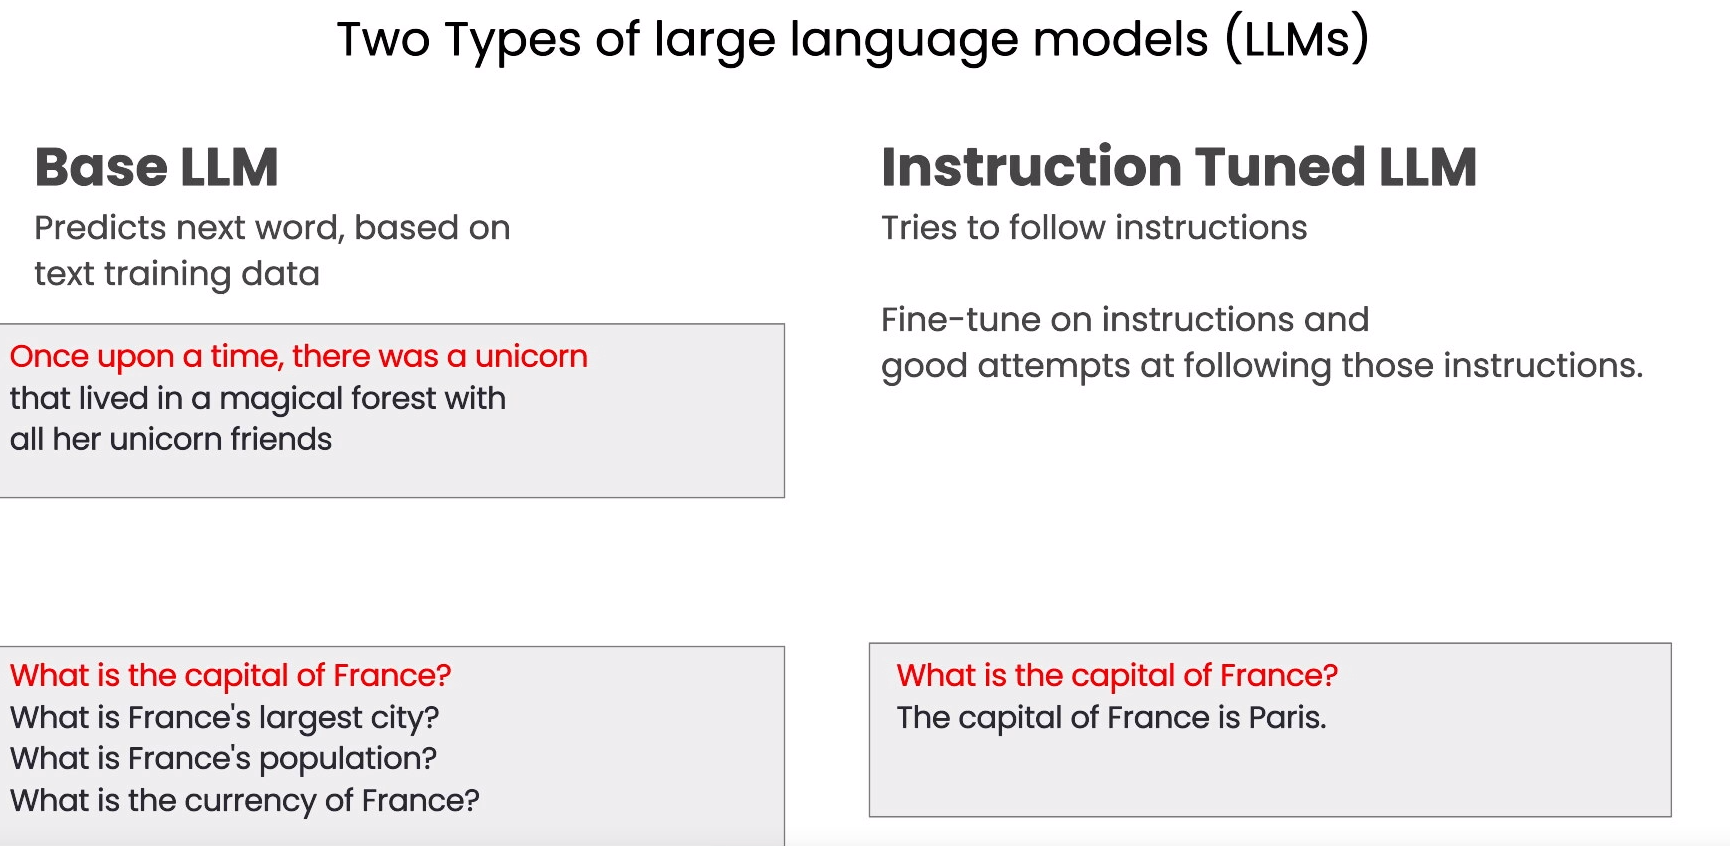 Two Types of large language models (LLMs)
Base LLM
Predicts next word, based on
text training data
Once upon a time, there was a unicorn
that lived in a magical forest with
all her unicorn friends
What is the capital of France?
What is France's largest city?
What is France's population?
What is the currency of France?
Instruction Tuned LLM
Tries to follow instructions
Fine-tune on instructions and
good attempts at following those instructions.
What is the capital of France?
The capital of France is Paris.